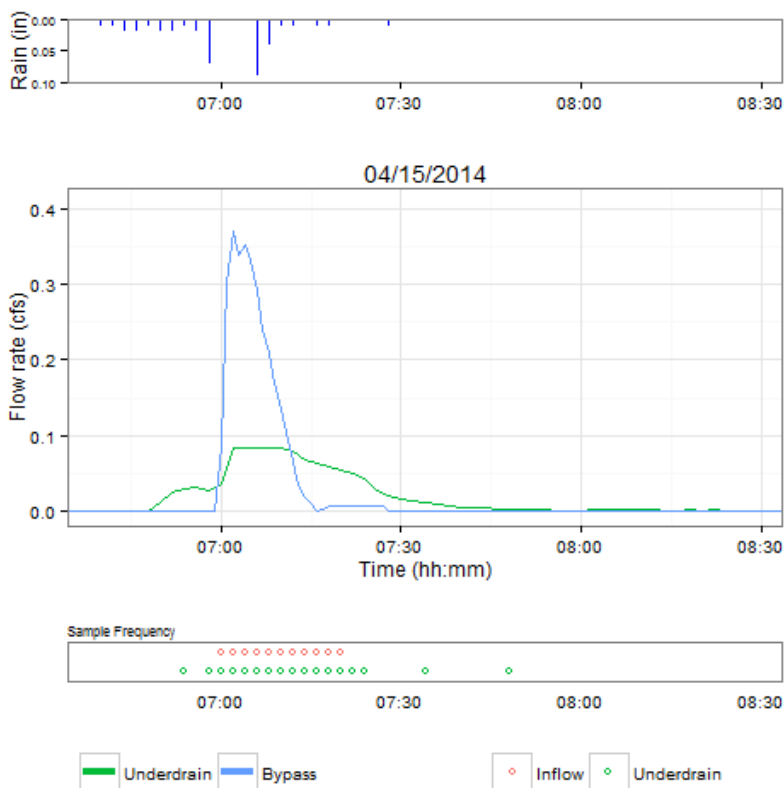 Rain (in)
0.00
0.05
0.10
07:00 07:30 08:00 08:30
04/15/2014
Flow rate (cfs)
0.4
0.3
0.2
0.1
0.0
07:00 07:30 08:00 08:30
Time (hh:mm)
Sample Frequency
07:00 07:30 08:00 08:30
Underdrain Bypass Inflow Underdrain